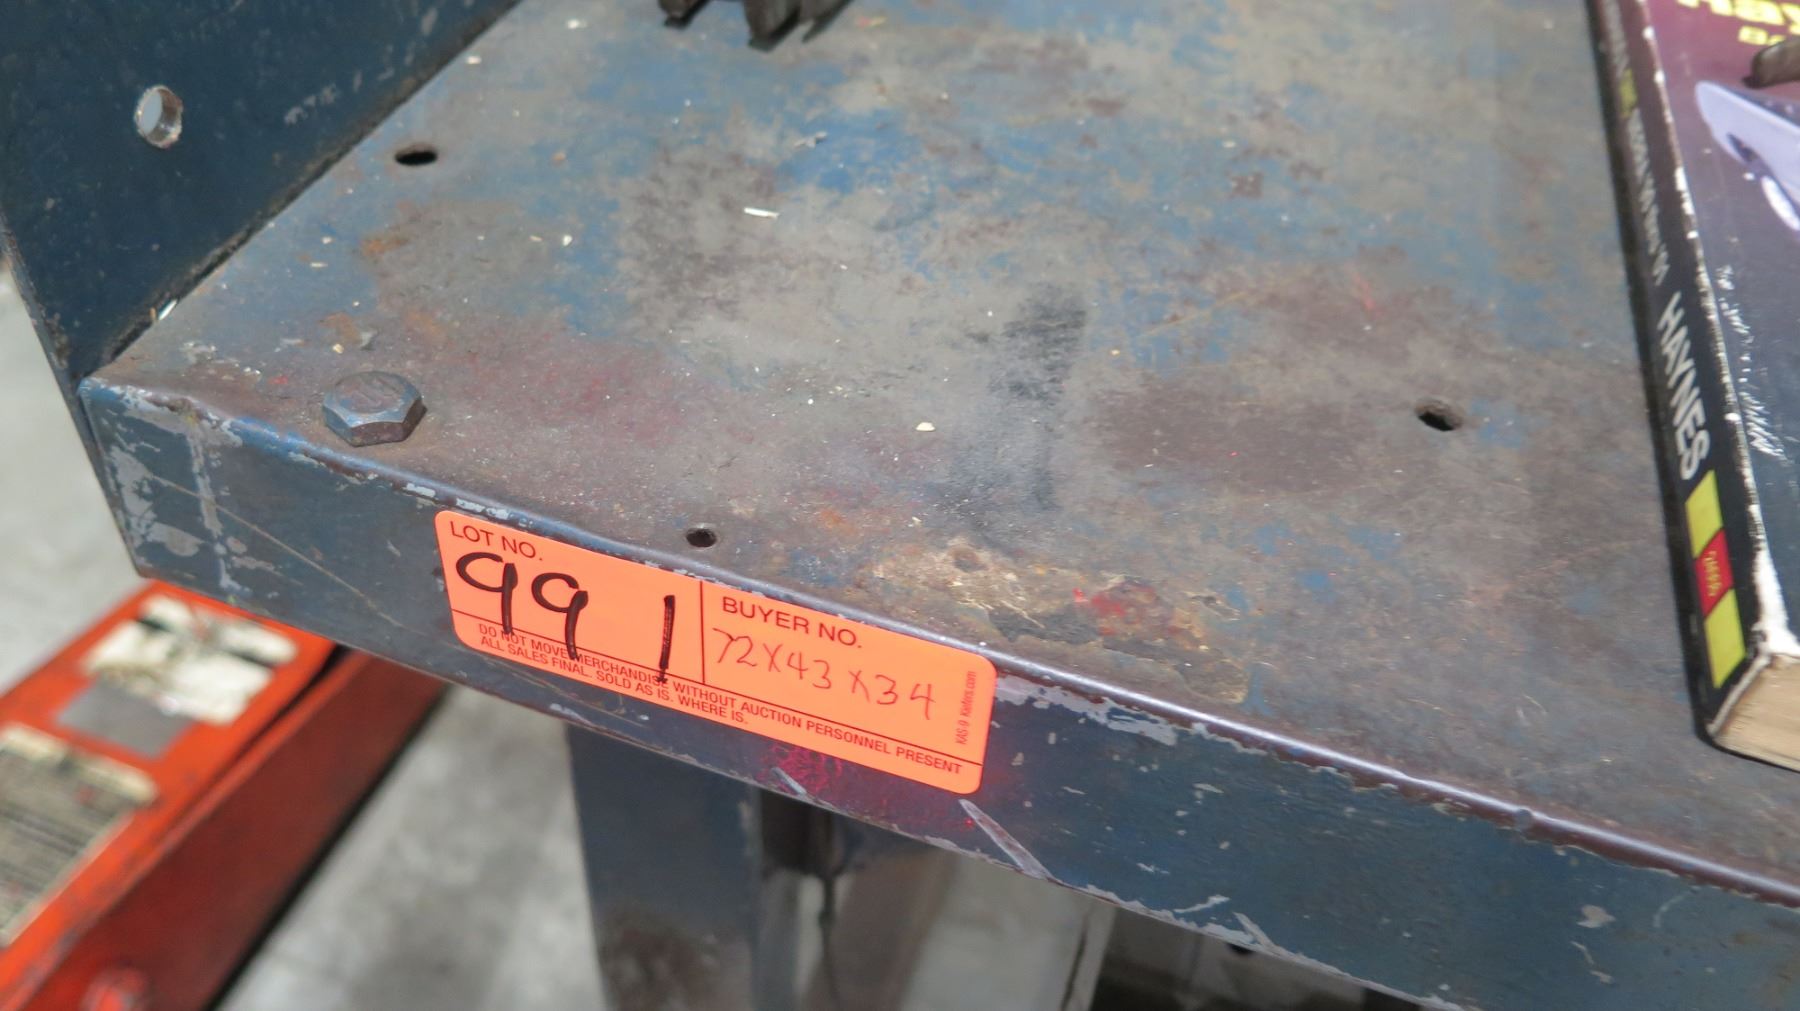 LOT NO.
991
BUYER NO.
72X43X34
DO NOT MOVE MERCHANDISE WITHOUT AUCTION PERSONNEL PRESENT
ALL SALES FINAL. SOLD AS IS. WHERE IS.
HAYNES